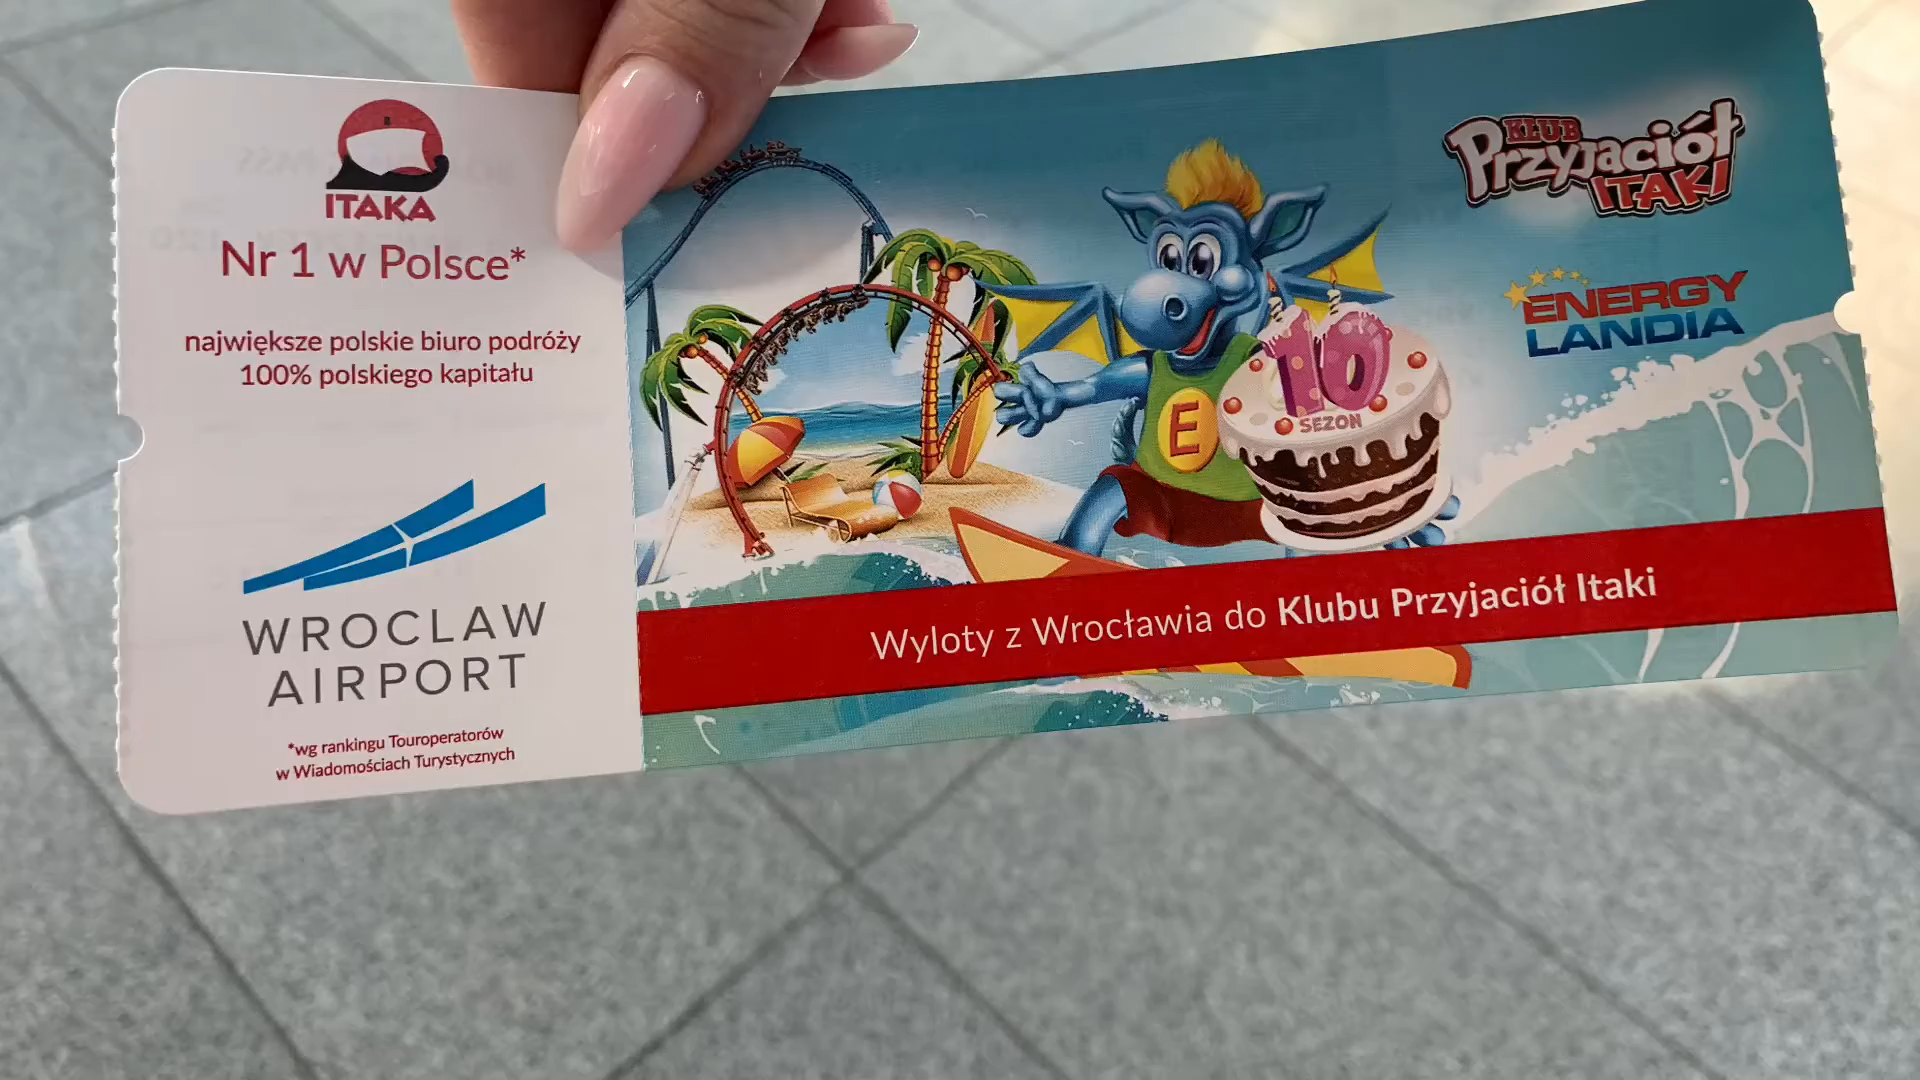 ITAKA
Nr 1 w Polsce*
największe polskie biuro podróży
100% polskiego kapitału
WROCLAW
AIRPORT
*wg rankingu Touroperatorów
w Wiadomościach Turystycznych
KLUB
Przyjaciół
ITAKI
ENERGY
LANDIA
10
SEZON
E
Wyloty z Wrocławia do Klubu Przyjaciół Itaki